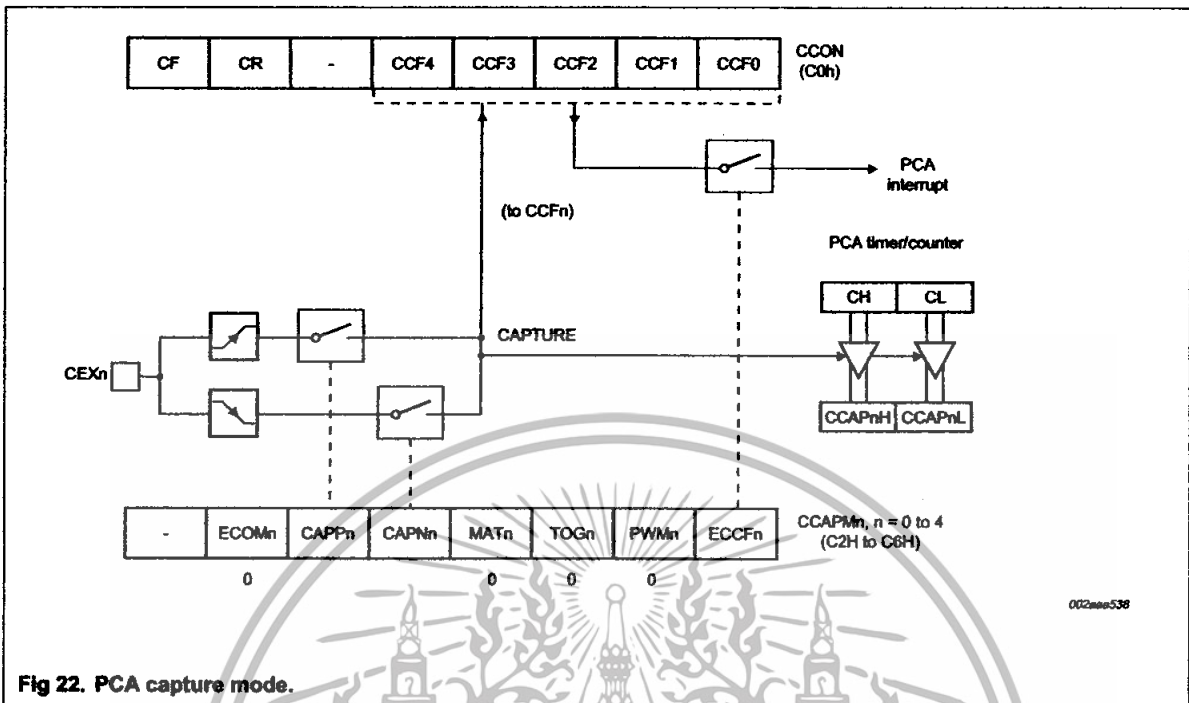 CF CR - CCF4 CCF3 CCF2 CCF1 CCF0 CCON
(C0h)
PCA
interrupt
(to CCFn)
PCA timer/counter
CH CL
CAPTURE
CEXn
CCAPnH CCAPnL
- ECOMn CAPPn CAPNn MATn TOGn PWMn ECCFn CCAPMn, n = 0 to 4
(C2H to C6H)
0 0 0 0
002aaa538
Fig 22. PCA capture mode.